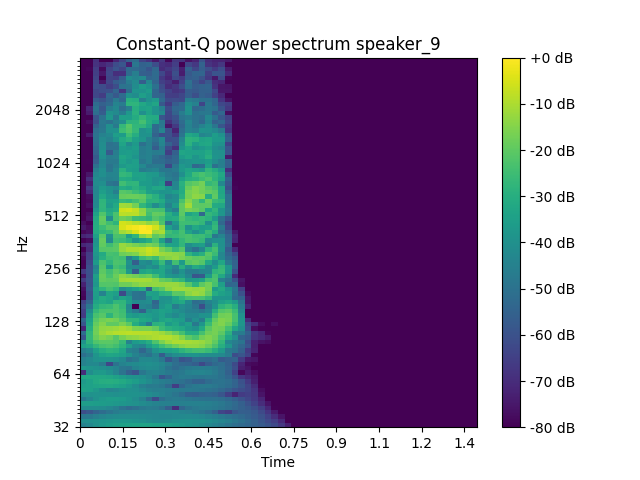 Constant-Q power spectrum speaker_9
Hz
2048
1024
512
256
128
64
32
0 0.15 0.3 0.45 0.6 0.75 0.9 1.1 1.2 1.4
Time
+0 dB
-10 dB
-20 dB
-30 dB
-40 dB
-50 dB
-60 dB
-70 dB
-80 dB